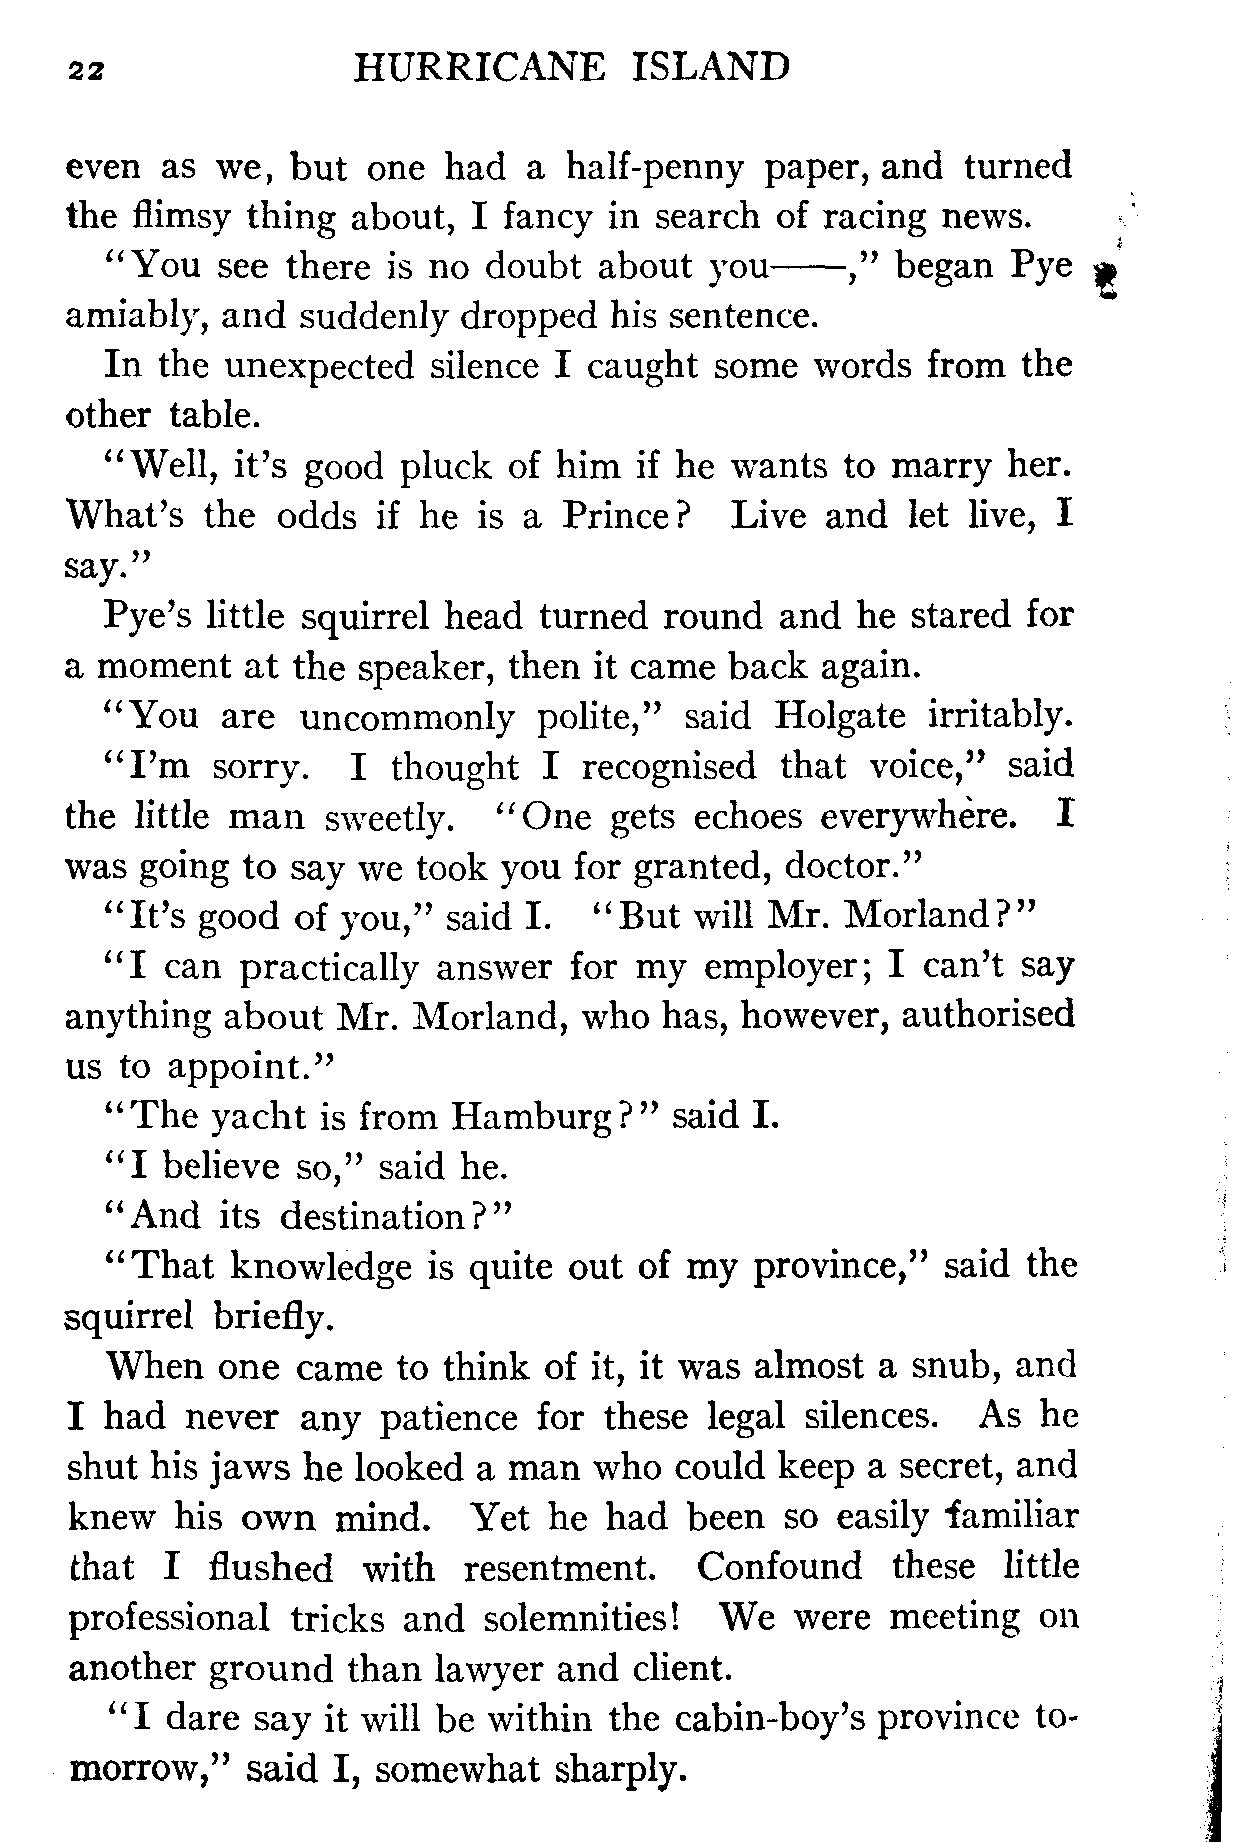 22 HURRICANE ISLAND
even as we, but one had a half-penny paper, and turned
the flimsy thing about, I fancy in search of racing news.
“You see there is no doubt about you——,” began Pye
amiably, and suddenly dropped his sentence.
In the unexpected silence I caught some words from the
other table.
“Well, it’s good pluck of him if he wants to marry her.
What’s the odds if he is a Prince? Live and let live, I
say.”
Pye’s little squirrel head turned round and he stared for
a moment at the speaker, then it came back again.
“You are uncommonly polite,” said Holgate irritably.
“I’m sorry. I thought I recognised that voice,” said
the little man sweetly. “One gets echoes everywhere. I
was going to say we took you for granted, doctor.”
“It’s good of you,” said I. “But will Mr. Morland?”
“I can practically answer for my employer; I can’t say
anything about Mr. Morland, who has, however, authorised
us to appoint.”
“The yacht is from Hamburg?” said I.
“I believe so,” said he.
“And its destination?”
“That knowledge is quite out of my province,” said the
squirrel briefly.
When one came to think of it, it was almost a snub, and
I had never any patience for these legal silences. As he
shut his jaws he looked a man who could keep a secret, and
knew his own mind. Yet he had been so easily familiar
that I flushed with resentment. Confound these little
professional tricks and solemnities! We were meeting on
another ground than lawyer and client.
“I dare say it will be within the cabin-boy’s province to-
morrow,” said I, somewhat sharply.